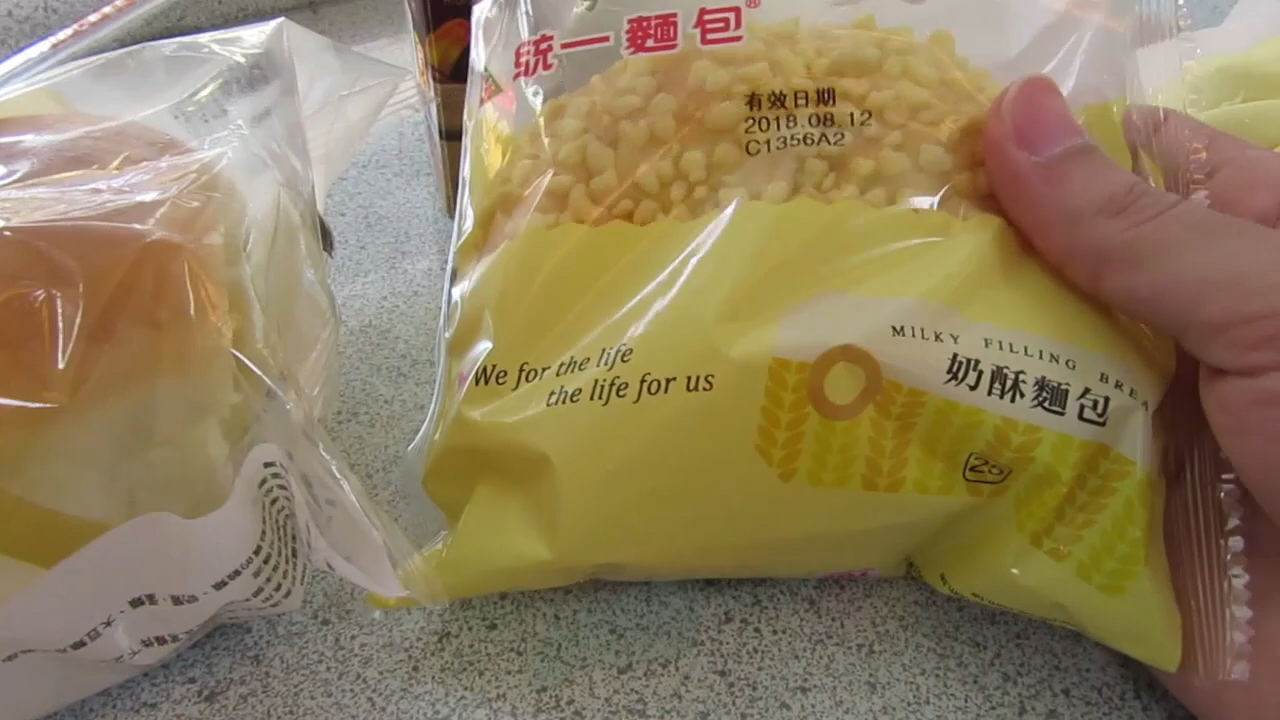 統一麵包®
有效日期
2018.08.12
C1356A2
We for the life
the life for us
MILKY FILLING BREA
奶酥麵包